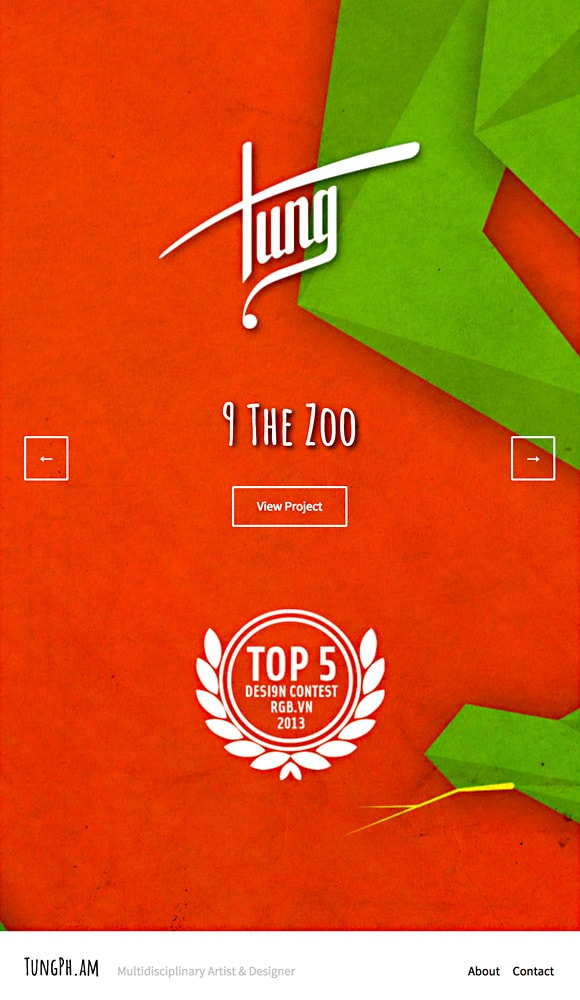 Tung
9 The Zoo
←
→
View Project
TOP 5
DESI9N CONTEST
RGB.VN
2013
TungPh.am
Multidisciplinary Artist & Designer
About
Contact